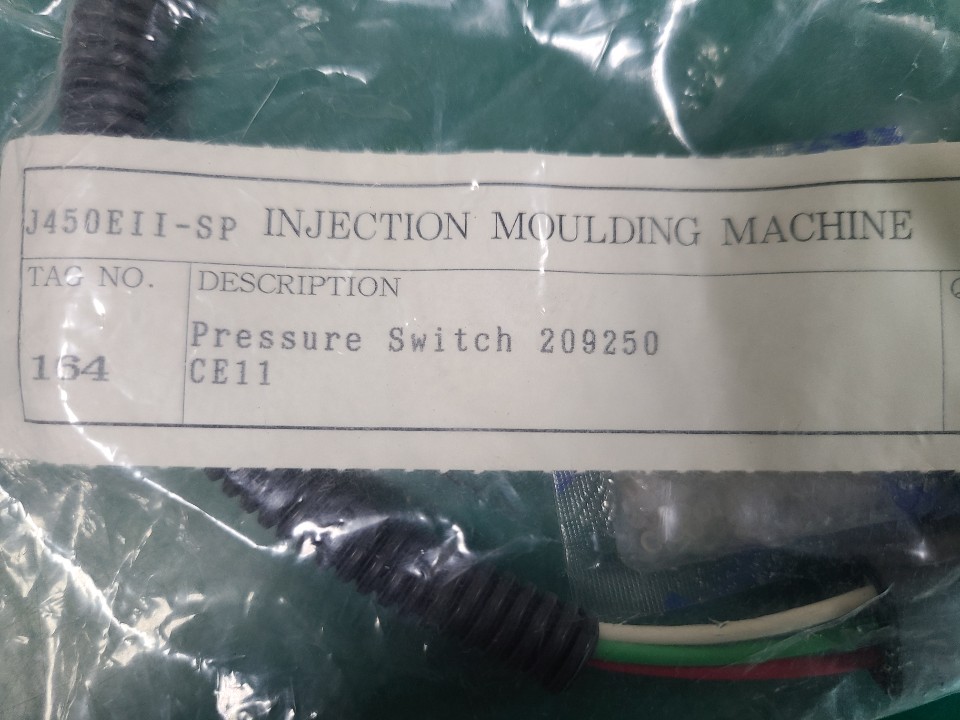 J450EII-SP INJECTION MOULDING MACHINE
TAG NO. DESCRIPTION
Pressure Switch 209250
164 CE11